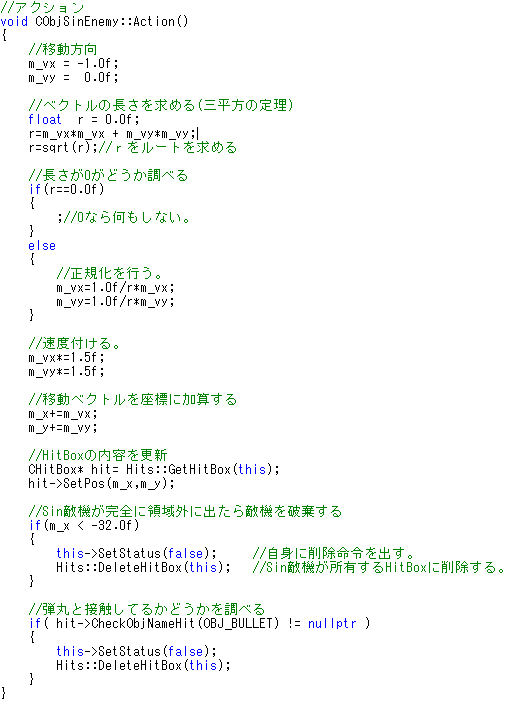 //アクション
void CObjSinEnemy::Action()
{
//移動方向
m_vx = -1.0f;
m_vy =  0.0f;
//ベクトルの長さを求める(三平方の定理)
float  r = 0.0f;
r=m_vx*m_vx + m_vy*m_vy;
r=sqrt(r);//ｒをルートを求める
//長さが0がどうか調べる
if(r==0.0f)
{
;//0なら何もしない。
}
else
{
//正規化を行う。
m_vx=1.0f/r*m_vx;
m_vy=1.0f/r*m_vy;
}
//速度付ける。
m_vx*=1.5f;
m_vy*=1.5f;
//移動ベクトルを座標に加算する
m_x+=m_vx;
m_y+=m_vy;
//HitBoxの内容を更新
CHitBox* hit= Hits::GetHitBox(this);
hit->SetPos(m_x,m_y);
//Sin敵機が完全に領域外に出たら敵機を破棄する
if(m_x < -32.0f)
{
this->SetStatus(false);    //自身に削除命令を出す。
Hits::DeleteHitBox(this);  //Sin敵機が所有するHitBoxに削除する。
}
//弾丸と接触してるかどうかを調べる
if( hit->CheckObjNameHit(OBJ_BULLET) != nullptr )
{
this->SetStatus(false);
Hits::DeleteHitBox(this);
}
}